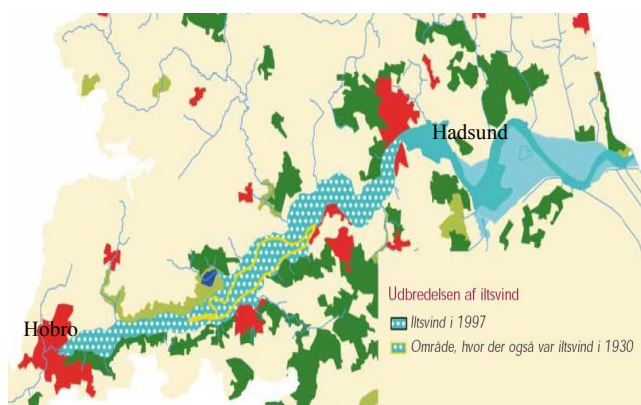 Hadsund
Hobro
Udbredelsen af iltsvind
Iltsvind i 1997
Område, hvor der også var iltsvind i 1930